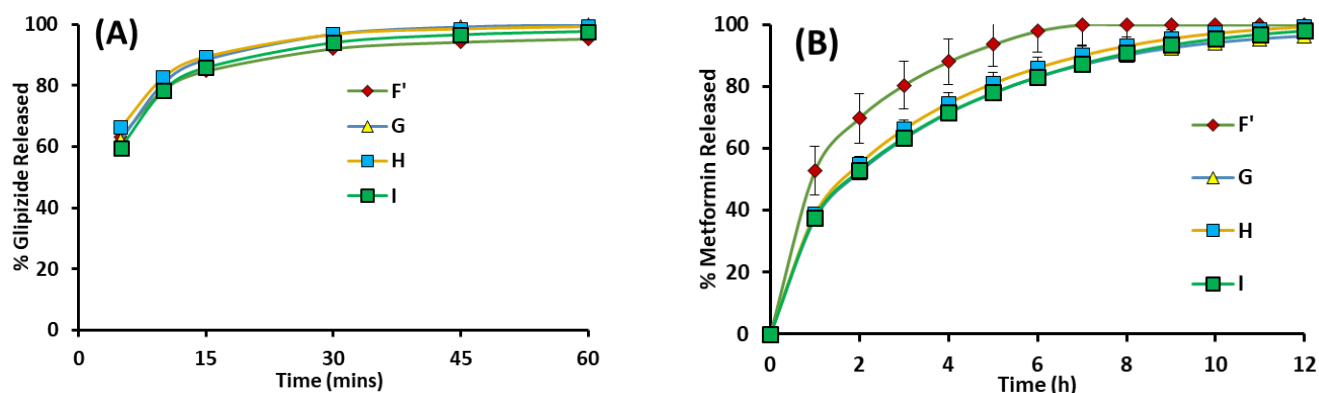 (A)
% Glipizide Released
100
80
60
40
20
0
0 15 30 45 60
Time (mins)
F'
G
H
I
(B)
% Metformin Released
100
80
60
40
20
0
0 2 4 6 8 10 12
Time (h)
F'
G
H
I